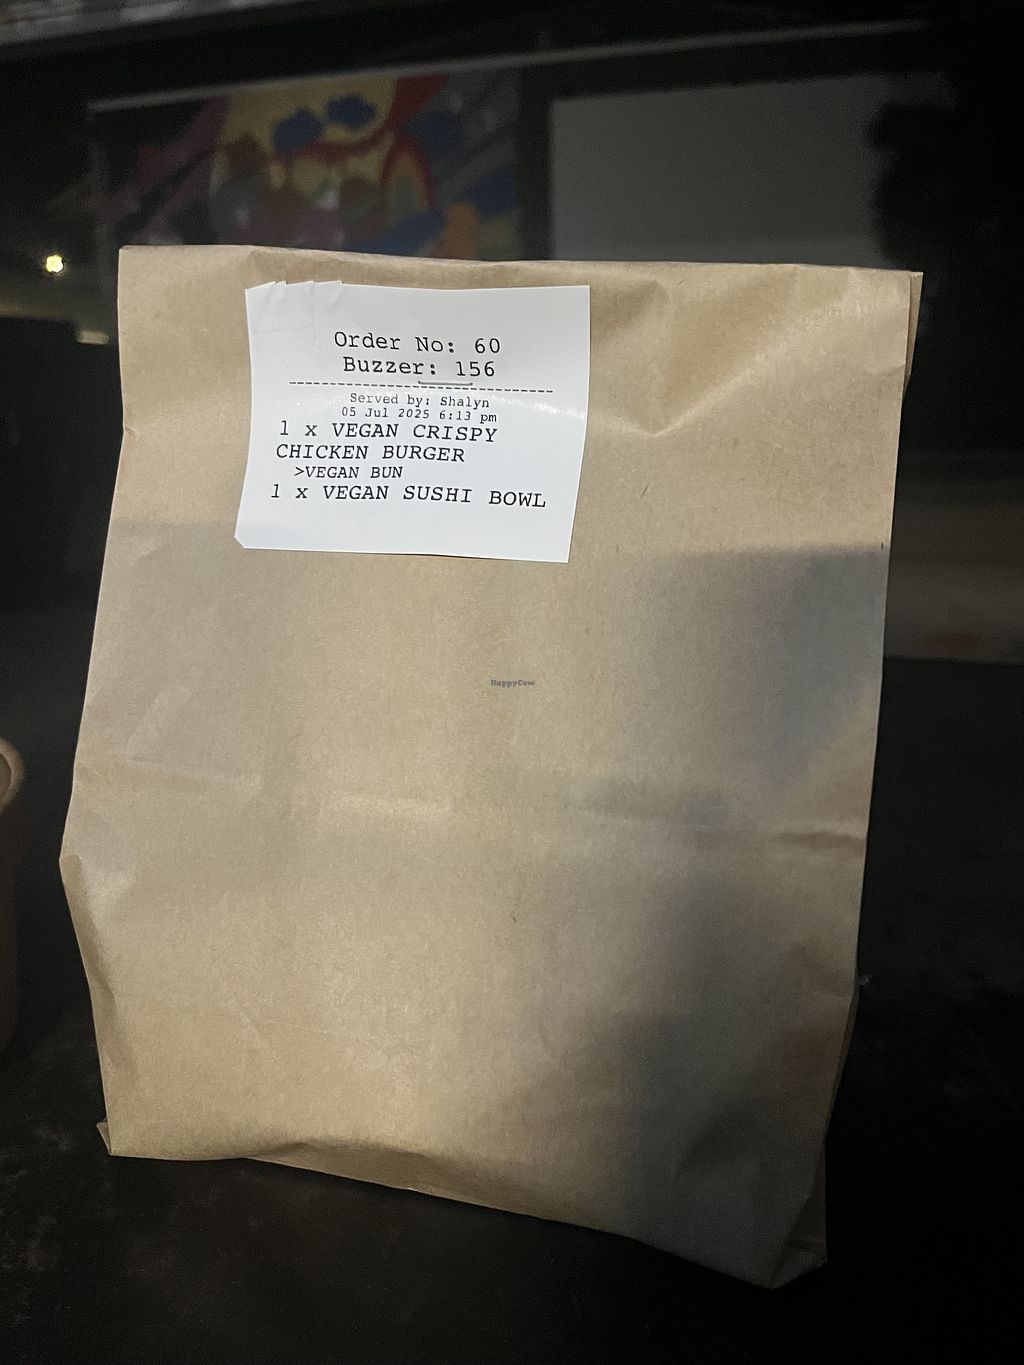 Order No: 60
Buzzer: 156
--------------------------------
Served by: Shalyn
05 Jul 2025 6:13 pm
1 x VEGAN CRISPY
CHICKEN BURGER
>VEGAN BUN
1 x VEGAN SUSHI BOWL
HappyCow